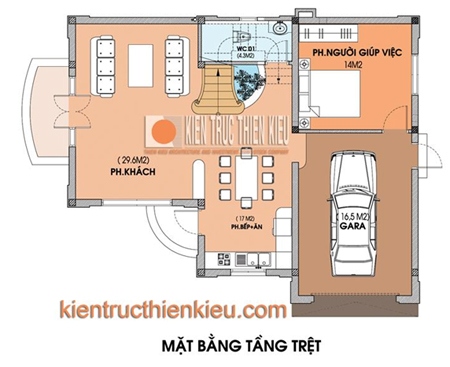 WC.01
(4.3M2)
PH.NGƯỜI GIÚP VIỆC
14M2
KIẾN TRÚC THIÊN KIỀU
( 29.6M2)
PH.KHÁCH
( 17 M2)
PH.BẾP+ĂN
( 16,5 M2)
GARA
kientructhienkieu.com
MẶT BẰNG TẦNG TRỆT